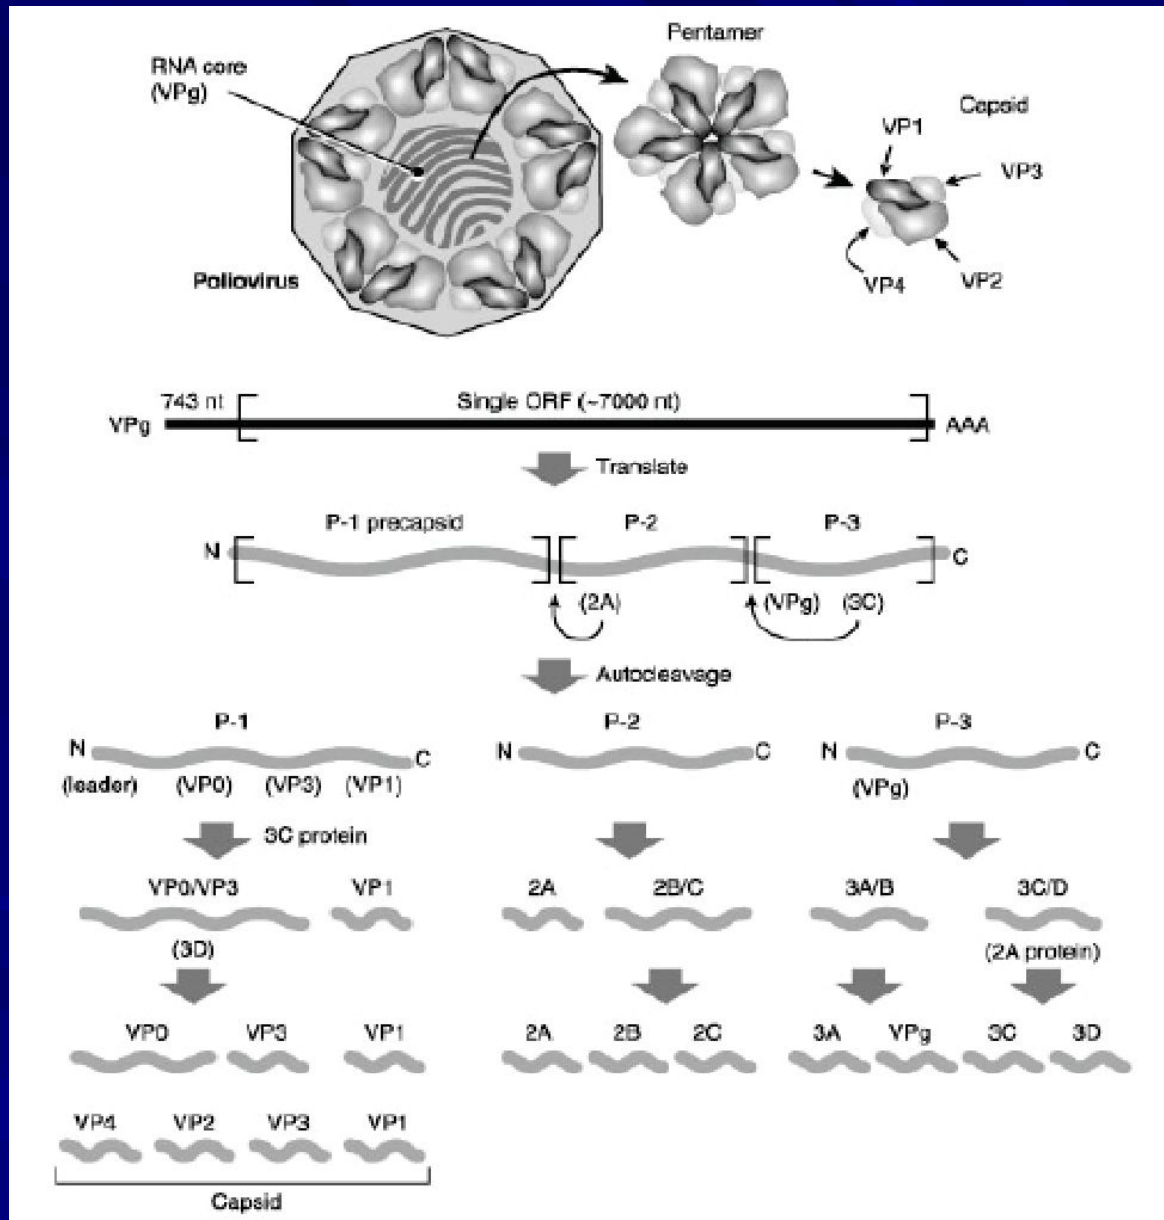 Pentamer
RNA core
(VPg)
Capsid
VP1
VP3
Poliovirus
VP4
VP2
743 nt
Single ORF (~7000 nt)
VPg
AAA
Translate
P-1 precapsid
P-2
P-3
N
C
(2A)
(VPg)
(3C)
Autocleavage
P-1
P-2
P-3
N
C
N
C
N
C
(leader)
(VP0)
(VP3)
(VP1)
(VPg)
3C protein
VP0/VP3
VP1
2A
2B/C
3A/B
3C/D
(3D)
(2A protein)
VP0
VP3
VP1
2A
2B
2C
3A
VPg
3C
3D
VP4
VP2
VP3
VP1
Capsid